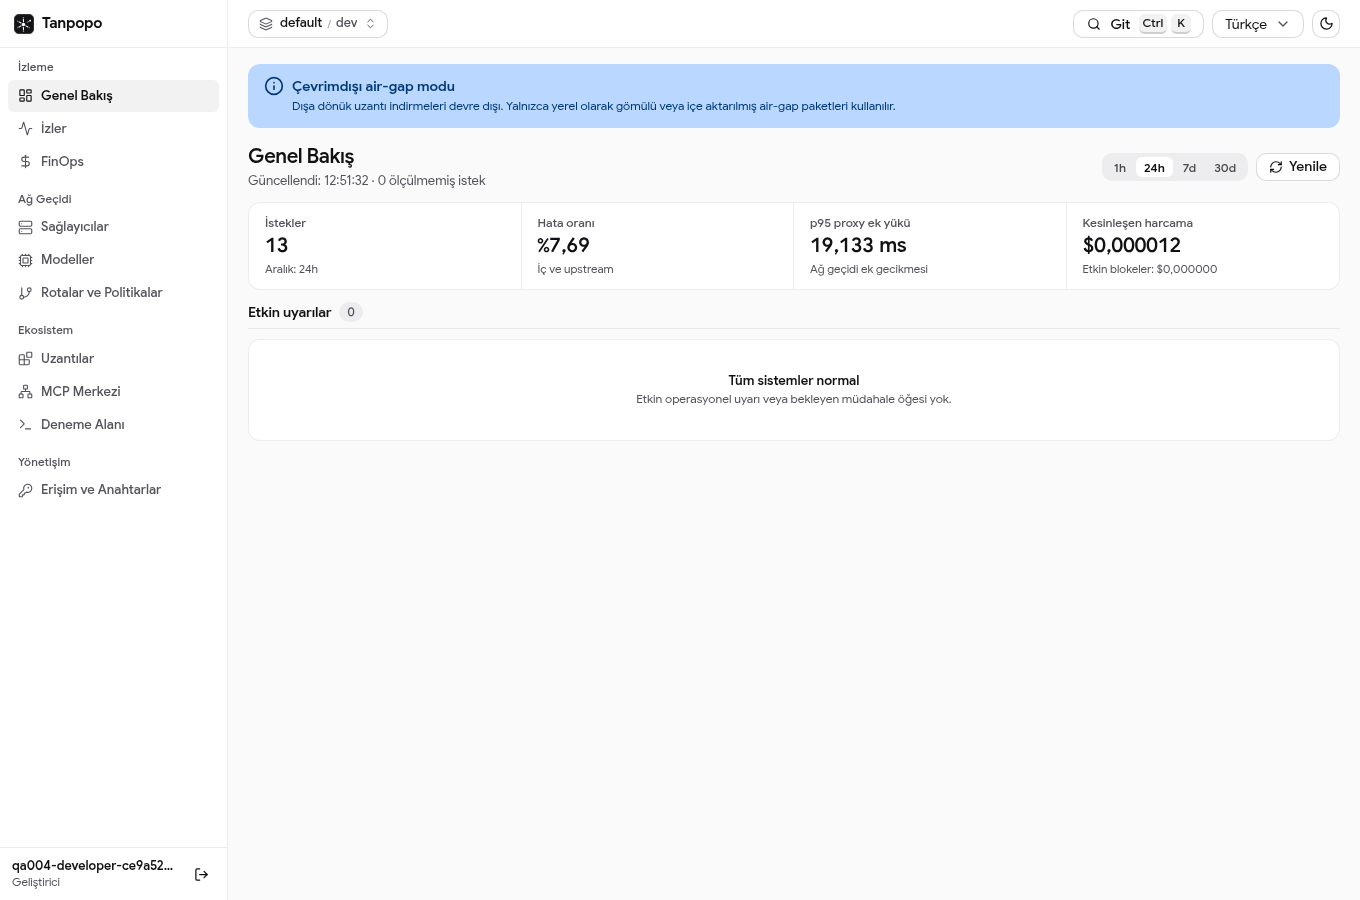 Tanpopo
default / dev
Git Ctrl K
Türkçe
İzleme
Genel Bakış
İzler
FinOps
Ağ Geçidi
Sağlayıcılar
Modeller
Rotalar ve Politikalar
Ekosistem
Uzantılar
MCP Merkezi
Deneme Alanı
Yönetişim
Erişim ve Anahtarlar
qa004-developer-ce9a52...
Geliştirici
Çevrimdışı air-gap modu
Dışa dönük uzantı indirmeleri devre dışı. Yalnızca yerel olarak gömülü veya içe aktarılmış air-gap paketleri kullanılır.
Genel Bakış
Güncellendi: 12:51:32 · 0 ölçülmemiş istek
1h 24h 7d 30d
Yenile
İstekler
13
Aralık: 24h
Hata oranı
%7,69
İç ve upstream
p95 proxy ek yükü
19,133 ms
Ağ geçidi ek gecikmesi
Kesinleşen harcama
$0,000012
Etkin blokeler: $0,000000
Etkin uyarılar 0
Tüm sistemler normal
Etkin operasyonel uyarı veya bekleyen müdahale öğesi yok.